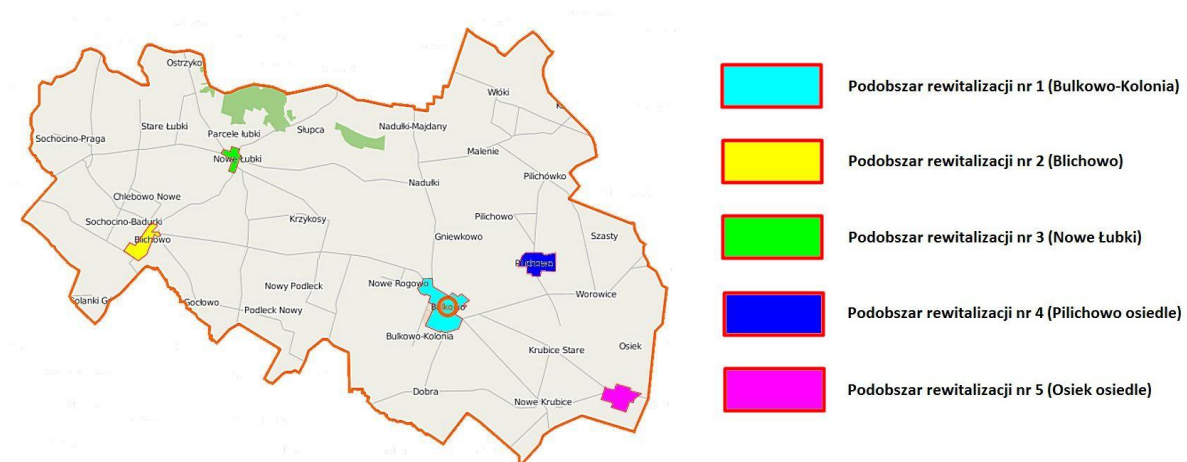 Ostrzyko
Włóki
Stare Łubki
Parcele łubki
Słupca
Nadułki-Majdany
Sochocino-Praga
Malenie
Nowe Łubki
Pilichówko
Nadułki
Chlebowo Nowe
Sochocino-Badurki
Krzykosy
Pilichowo
Blichowo
Gniewkowo
Szasty
Nowy Podleck
Nowe Rogowo
Worowice
Gocłowo
Podleck Nowy
Bulkowo
Bulkowo-Kolonia
Krubice Stare
Osiek
Dobra
Nowe Krubice
Podobszar rewitalizacji nr 1 (Bulkowo-Kolonia)
Podobszar rewitalizacji nr 2 (Blichowo)
Podobszar rewitalizacji nr 3 (Nowe Łubki)
Podobszar rewitalizacji nr 4 (Pilichowo osiedle)
Podobszar rewitalizacji nr 5 (Osiek osiedle)